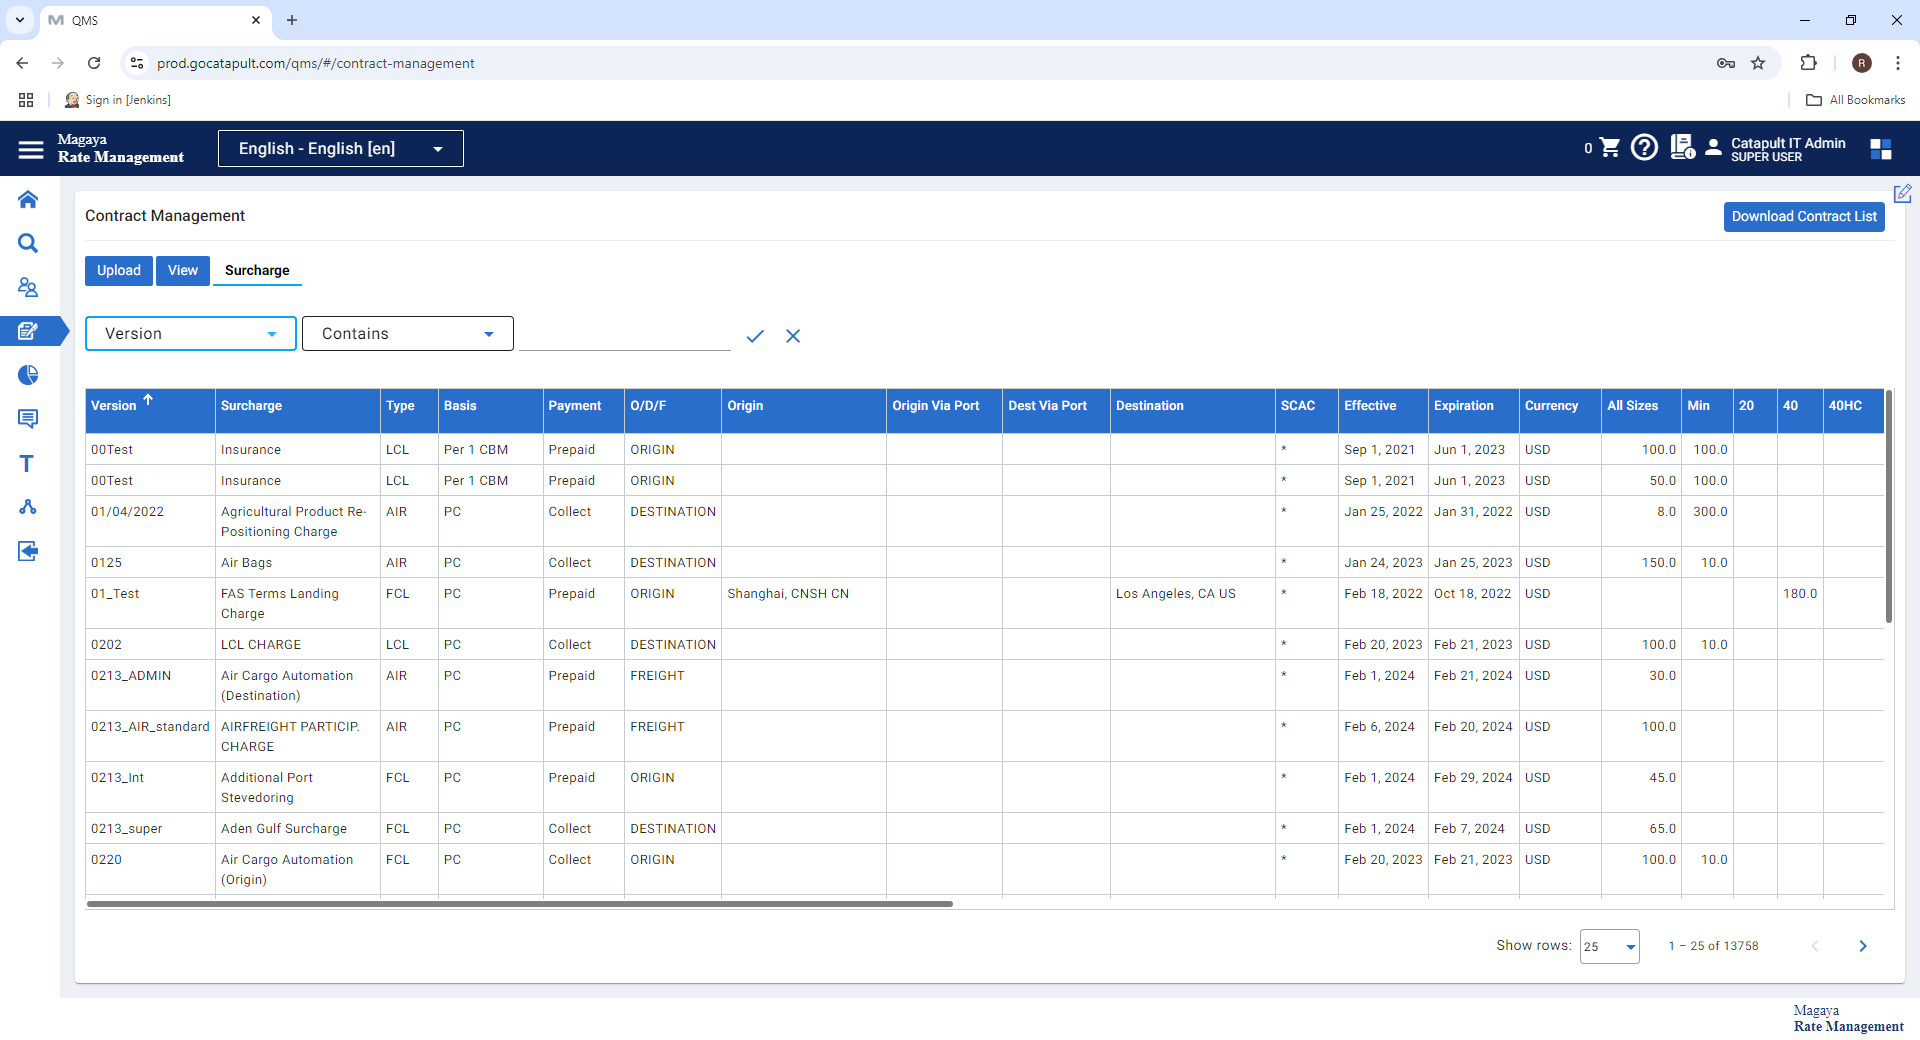 QMS
prod.gocatapult.com/qms/#/contract-management
R
Sign in [Jenkins]
All Bookmarks
Magaya
Rate Management
English - English [en]
0
Catapult IT Admin
SUPER USER
Contract Management
Download Contract List
Upload View Surcharge
Version Contains
Version Surcharge Type Basis Payment O/D/F Origin Origin Via Port Dest Via Port Destination SCAC Effective Expiration Currency All Sizes Min 20 40 40HC
00Test Insurance LCL Per 1 CBM Prepaid ORIGIN * Sep 1, 2021 Jun 1, 2023 USD 100.0 100.0
00Test Insurance LCL Per 1 CBM Prepaid ORIGIN * Sep 1, 2021 Jun 1, 2023 USD 50.0 100.0
01/04/2022 Agricultural Product Re- AIR PC Collect DESTINATION * Jan 25, 2022 Jan 31, 2022 USD 8.0 300.0
Positioning Charge
0125 Air Bags AIR PC Collect DESTINATION * Jan 24, 2023 Jan 25, 2023 USD 150.0 10.0
01_Test FAS Terms Landing FCL PC Prepaid ORIGIN Shanghai, CNSH CN Los Angeles, CA US * Feb 18, 2022 Oct 18, 2022 USD 180.0
Charge
0202 LCL CHARGE LCL PC Collect DESTINATION * Feb 20, 2023 Feb 21, 2023 USD 100.0 10.0
0213_ADMIN Air Cargo Automation AIR PC Prepaid FREIGHT * Feb 1, 2024 Feb 21, 2024 USD 30.0
(Destination)
0213_AIR_standard AIRFREIGHT PARTICIP. AIR PC Prepaid FREIGHT * Feb 6, 2024 Feb 20, 2024 USD 100.0
CHARGE
0213_Int Additional Port FCL PC Prepaid ORIGIN * Feb 1, 2024 Feb 29, 2024 USD 45.0
Stevedoring
0213_super Aden Gulf Surcharge FCL PC Collect DESTINATION * Feb 1, 2024 Feb 7, 2024 USD 65.0
0220 Air Cargo Automation FCL PC Collect ORIGIN * Feb 20, 2023 Feb 21, 2023 USD 100.0 10.0
(Origin)
Show rows: 25 1 – 25 of 13758
Magaya
Rate Management